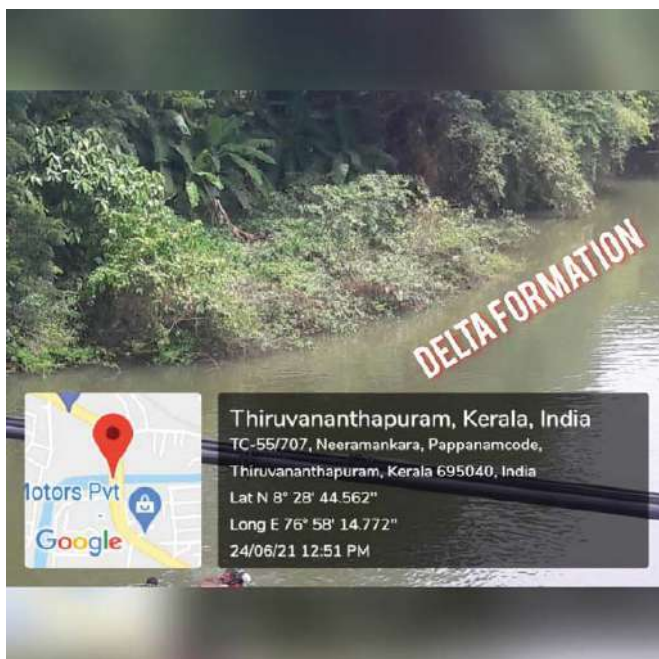 DELTA FORMATION
Thiruvananthapuram, Kerala, India
TC-55/707, Neeramankara, Pappanamcode,
Thiruvananthapuram, Kerala 695040, India
Lat N 8° 28' 44.562"
Long E 76° 58' 14.772"
24/06/21 12:51 PM
Motors Pvt
Google